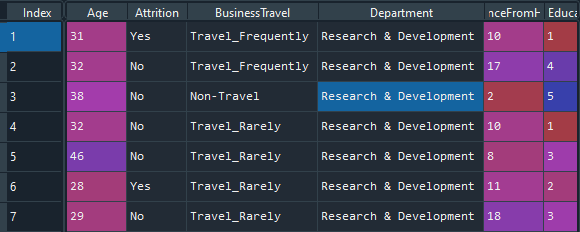 Index Age Attrition BusinessTravel Department nceFromH Educa
1 31 Yes Travel_Frequently Research & Development 10 1
2 32 No Travel_Frequently Research & Development 17 4
3 38 No Non-Travel Research & Development 2 5
4 32 No Travel_Rarely Research & Development 10 1
5 46 No Travel_Rarely Research & Development 8 3
6 28 Yes Travel_Rarely Research & Development 11 2
7 29 No Travel_Rarely Research & Development 18 3